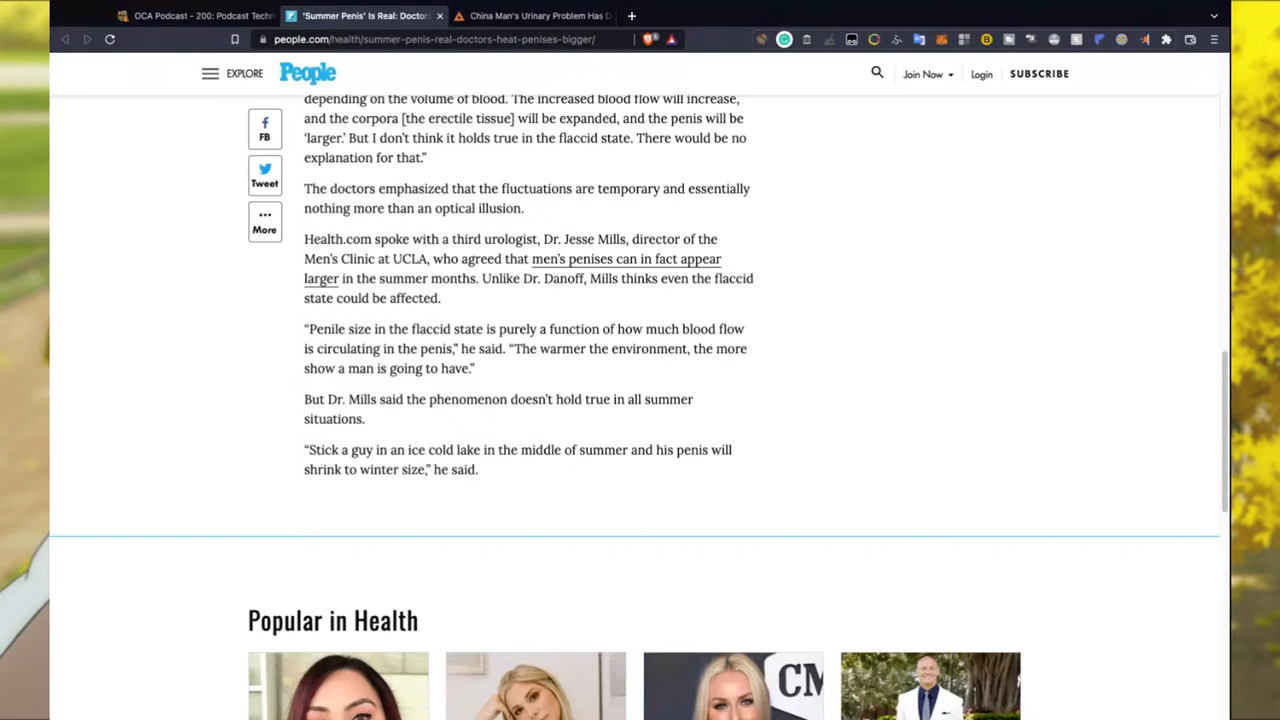 OCA Podcast - 200: Podcast Techn
'Summer Penis' Is Real: Doctors
China Man's Urinary Problem Has D
people.com/health/summer-penis-real-doctors-heat-penises-bigger/
EXPLORE
People
Join Now
Login
SUBSCRIBE
FB
Tweet
More
depending on the volume of blood. The increased blood flow will increase,
and the corpora [the erectile tissue] will be expanded, and the penis will be
‘larger.’ But I don’t think it holds true in the flaccid state. There would be no
explanation for that.”
The doctors emphasized that the fluctuations are temporary and essentially
nothing more than an optical illusion.
Health.com spoke with a third urologist, Dr. Jesse Mills, director of the
Men’s Clinic at UCLA, who agreed that men’s penises can in fact appear
larger in the summer months. Unlike Dr. Danoff, Mills thinks even the flaccid
state could be affected.
“Penile size in the flaccid state is purely a function of how much blood flow
is circulating in the penis,” he said. “The warmer the environment, the more
show a man is going to have.”
But Dr. Mills said the phenomenon doesn’t hold true in all summer
situations.
“Stick a guy in an ice cold lake in the middle of summer and his penis will
shrink to winter size,” he said.
Popular in Health
CM